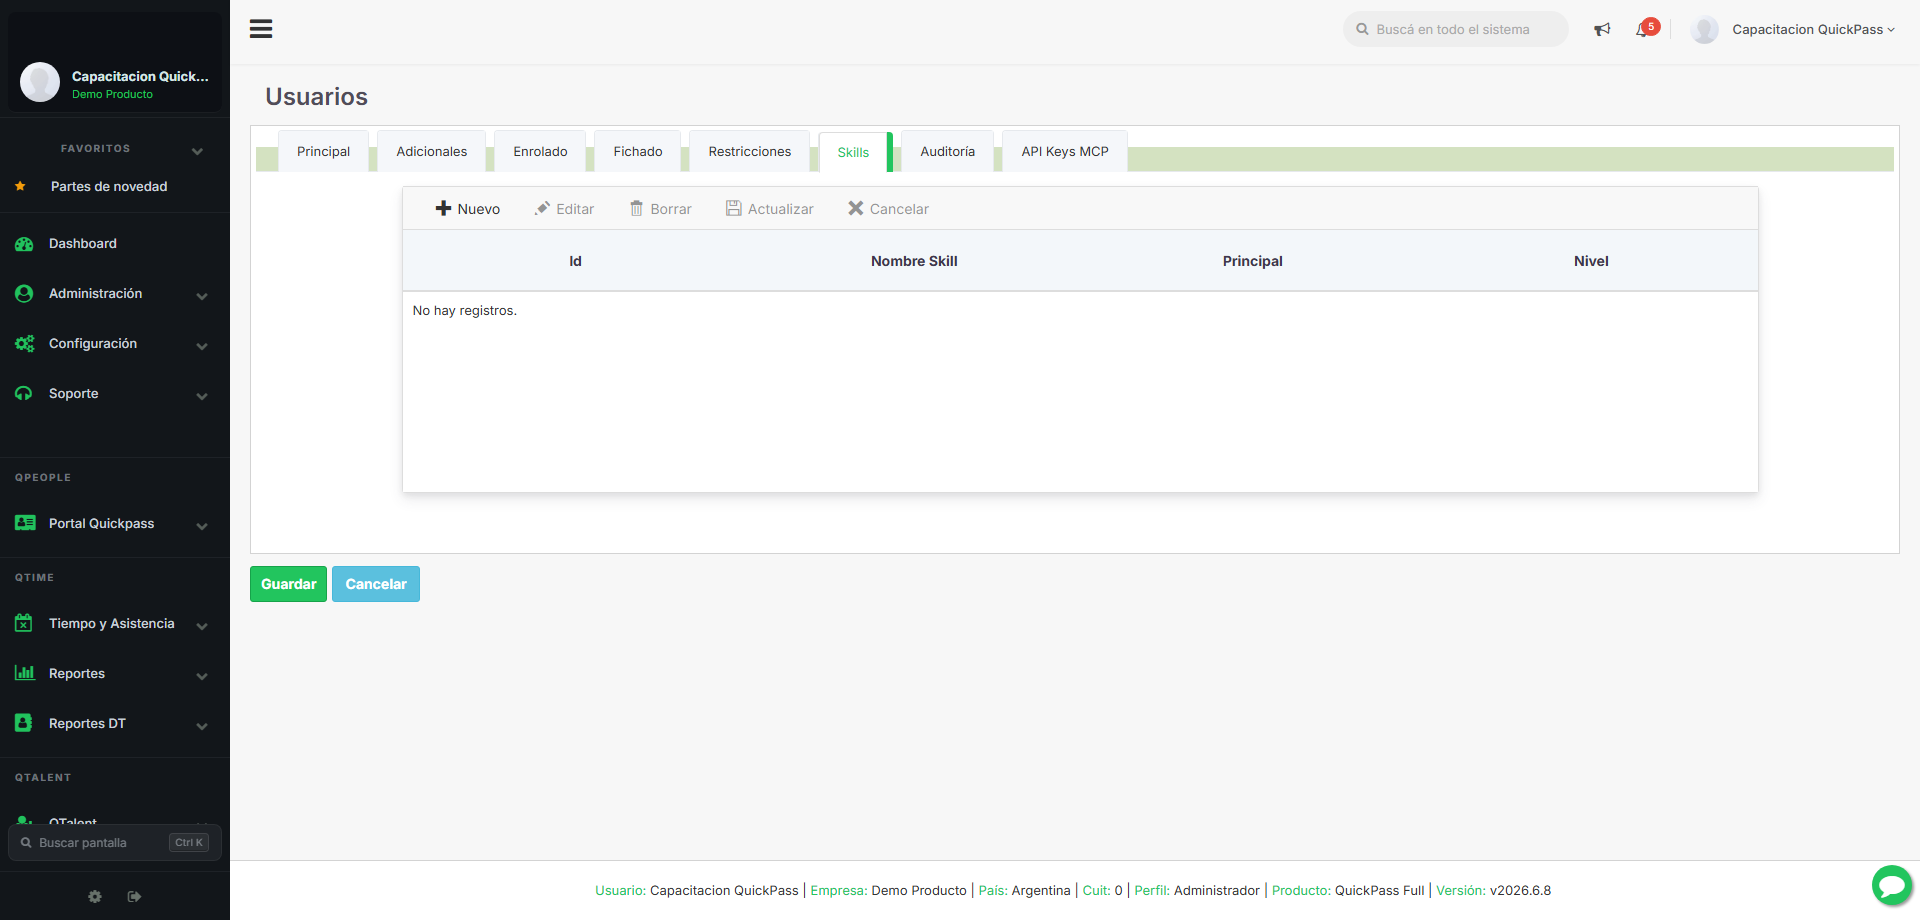 Capacitacion Quick...
Demo Producto
FAVORITOS
Partes de novedad
Dashboard
Administración
Configuración
Soporte
QPEOPLE
Portal Quickpass
QTIME
Tiempo y Asistencia
Reportes
Reportes DT
QTALENT
QTalent
Buscar pantalla Ctrl K
Buscá en todo el sistema
5
Capacitacion QuickPass
Usuarios
Principal Adicionales Enrolado Fichado Restricciones Skills Auditoría API Keys MCP
Nuevo Editar Borrar Actualizar Cancelar
Id Nombre Skill Principal Nivel
No hay registros.
Guardar Cancelar
Usuario: Capacitacion QuickPass | Empresa: Demo Producto | País: Argentina | Cuit: 0 | Perfil: Administrador | Producto: QuickPass Full | Versión: v2026.6.8